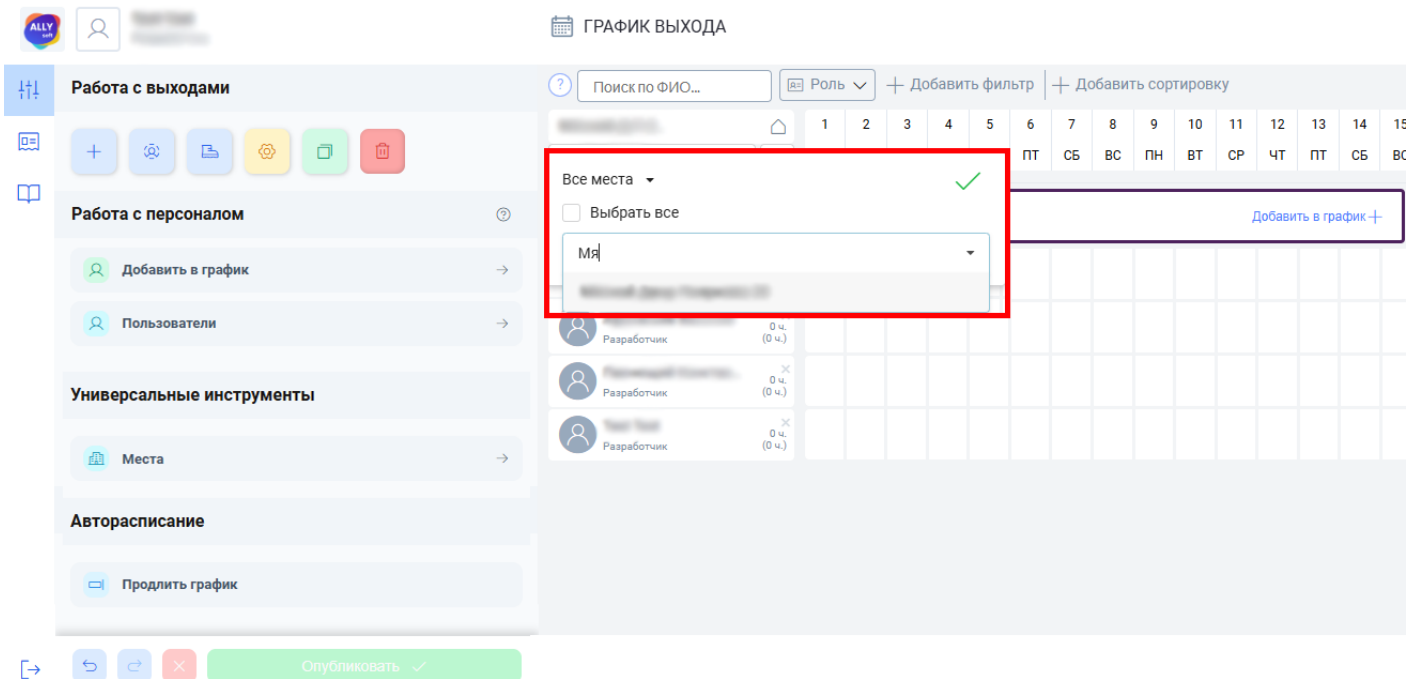 ALLY
soft
ГРАФИК ВЫХОДА
Работа с выходами
? Поиск по ФИО... Роль + Добавить фильтр + Добавить сортировку
1 2 3 4 5 6 7 8 9 10 11 12 13 14 15
ПТ СБ ВС ПН ВТ СР ЧТ ПТ СБ ВС
Все места
Выбрать все
Мя
Добавить в график +
Работа с персоналом ?
Добавить в график
Пользователи
Универсальные инструменты
Места
Авторасписание
Продлить график
Опубликовать
Разработчик
0 ч.
(0 ч.)
Разработчик
0 ч.
(0 ч.)
Разработчик
0 ч.
(0 ч.)